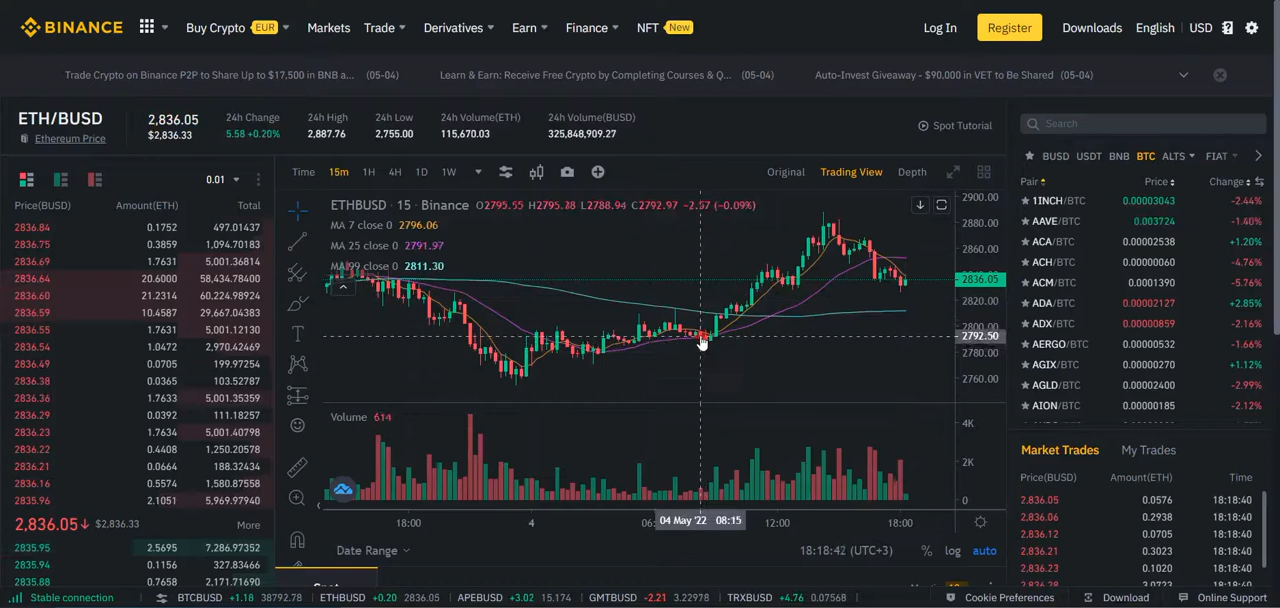 BINANCE Buy Crypto EUR Markets Trade Derivatives Earn Finance NFT New Log In Register Downloads English USD
Trade Crypto on Binance P2P to Share Up to $17,500 in BNB a... (05-04) Learn & Earn: Receive Free Crypto by Completing Courses & Q... (05-04) Auto-Invest Giveaway - $90,000 in VET to Be Shared (05-04)
ETH/BUSD
Ethereum Price
2,836.05
$2,836.33
24h Change
5.58 +0.20%
24h High
2,887.76
24h Low
2,755.00
24h Volume(ETH)
115,670.03
24h Volume(BUSD)
325,848,909.27
Spot Tutorial
0.01
Price(BUSD) Amount(ETH) Total
2836.84 0.1752 497.01437
2836.75 0.3859 1,094.70183
2836.69 1.7631 5,001.36814
2836.64 20.6000 58,434.78400
2836.60 21.2314 60,224.98924
2836.59 10.4587 29,667.04383
2836.55 1.7631 5,001.12130
2836.54 1.0472 2,970.42469
2836.49 0.0705 199.97254
2836.38 0.0365 103.52787
2836.36 1.7633 5,001.35914
2836.29 0.0392 111.18257
2836.23 1.7634 5,001.40798
2836.22 0.4408 1,250.20578
2836.21 0.0664 188.32434
2836.16 0.5574 1,580.87558
2835.96 2.1051 5,969.97940
2,836.05↓ $2,836.33 More
2835.95 2.5695 7,286.97352
2835.94 0.1156 327.83466
2835.88 0.7658 2,171.71690
Time 15m 1H 4H 1D 1W Original Trading View Depth
ETHBUSD · 15 · Binance O2795.55 H2795.38 L2788.94 C2792.97 -2.57 (-0.09%)
MA 7 close 0 2796.06
MA 25 close 0 2791.97
MA 99 close 0 2811.30
2900.00
2880.00
2860.00
2836.05
2820.00
2800.00
2792.50
2780.00
2760.00
Volume 614
4K
2K
0
18:00 4 04 May '22 08:15 12:00 18:00
Date Range 18:18:42 (UTC+3) % log auto
Search
BUSD USDT BNB BTC ALTS FIAT
Pair Price Change
1INCH/BTC 0.00003043 -2.44%
AAVE/BTC 0.003724 -1.40%
ACA/BTC 0.00002538 +1.20%
ACH/BTC 0.00000060 -4.76%
ACM/BTC 0.0001390 -5.76%
ADA/BTC 0.00002127 +2.85%
ADX/BTC 0.00001359 -2.16%
AERGO/BTC 0.00000538 -1.66%
AGIX/BTC 0.00000364 +1.12%
AGLD/BTC 0.00002400 -2.99%
AION/BTC 0.00000185 -2.12%
Market Trades My Trades
Price(BUSD) Amount(ETH) Time
2836.05 0.0576 18:18:40
2836.06 0.2938 18:18:40
2836.12 0.0705 18:18:40
2836.21 0.3023 18:18:40
2836.23 0.1020 18:18:40
2836.28 18:18:40
Stable connection BTCBUSD +1.18 38792.78 ETHBUSD +0.20 2836.05 APEBUSD +3.02 15.174 GMTBUSD -2.21 3.22978 TRXBUSD +4.76 0.07568 Cookie Preferences Download Online Support